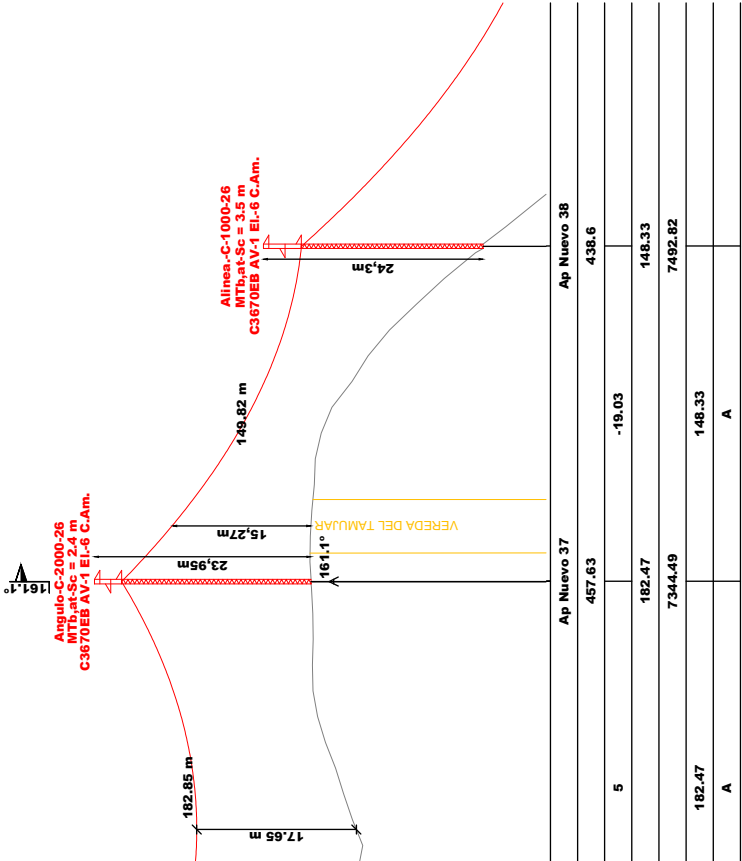 161.1°
Angulo-C-2000-26
MTb,at-Sc = 2.4 m
C3670EB AV-1 El.-6 C.Am.
Alinea.-C-1000-26
MTb,at-Sc = 3.5 m
C3670EB AV-1 El.-6 C.Am.
182.85 m
17.65 m
23,95m
15,27m
161.1°
VEREDA DEL TAMUJAR
149.82 m
24,3m
Ap Nuevo 37
Ap Nuevo 38
457.63
438.6
5
-19.03
182.47
148.33
7344.49
7492.82
182.47
148.33
A
A